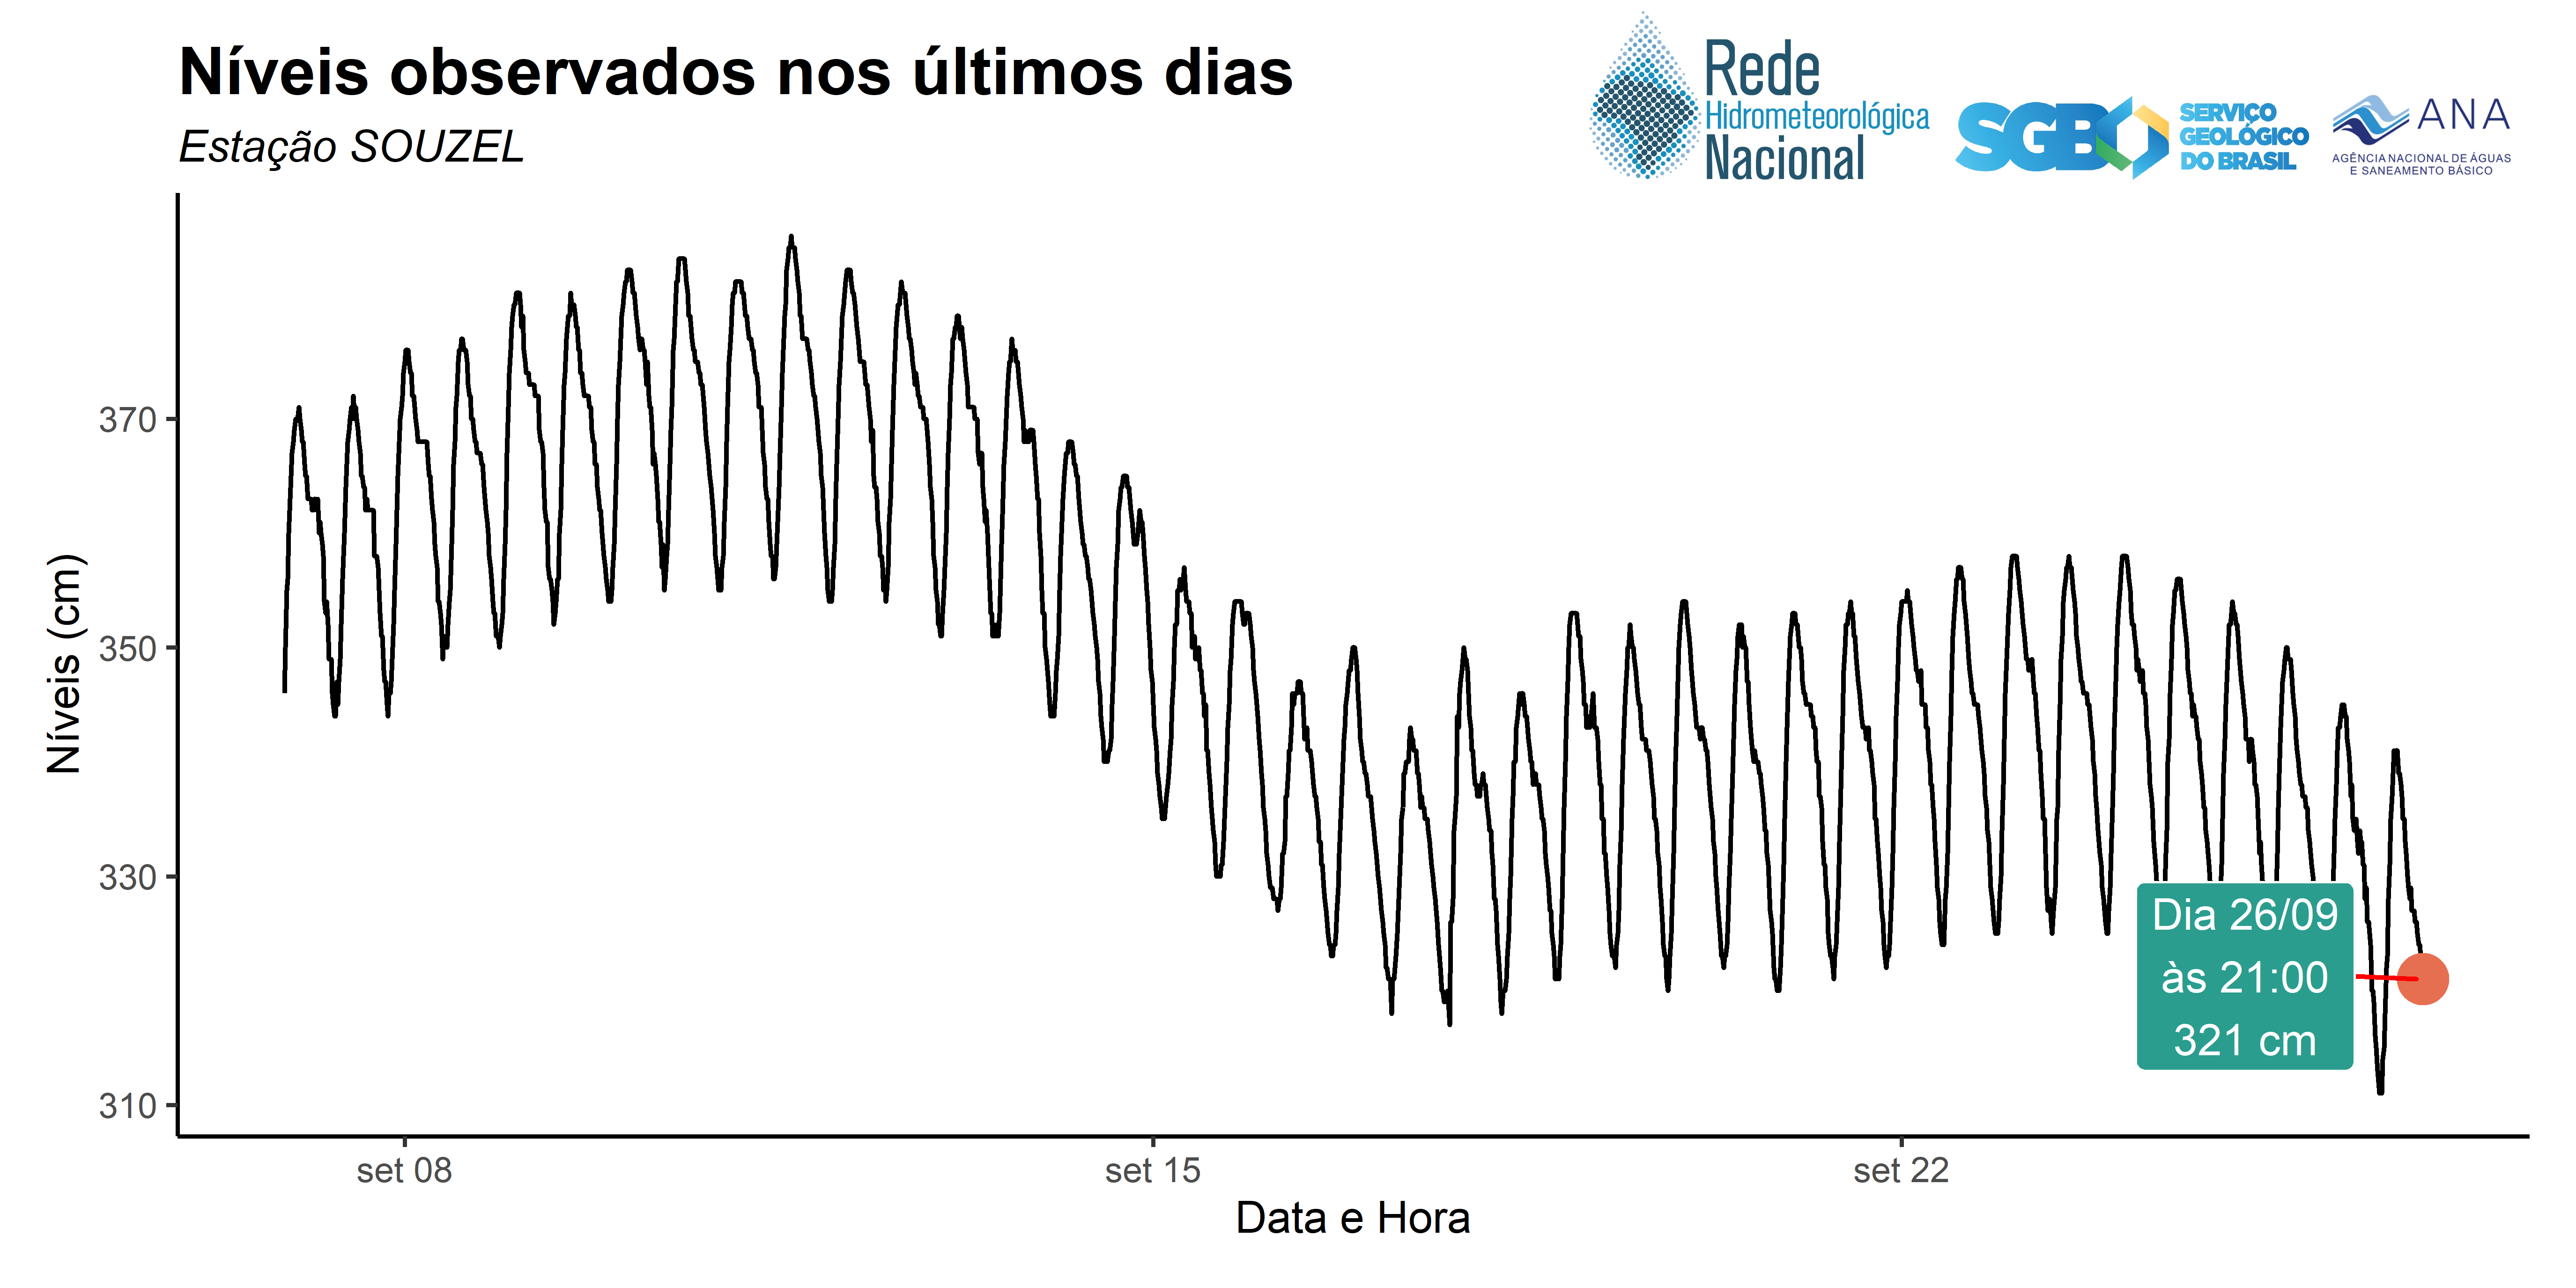 Níveis observados nos últimos dias
Estação SOUZEL
Rede
Hidrometeorológica
Nacional
SGB
SERVIÇO
GEOLÓGICO
DO BRASIL
ANA
AGÊNCIA NACIONAL DE ÁGUAS
E SANEAMENTO BÁSICO
Níveis (cm)
370
350
330
310
Dia 26/09
às 21:00
321 cm
set 08
set 15
set 22
Data e Hora